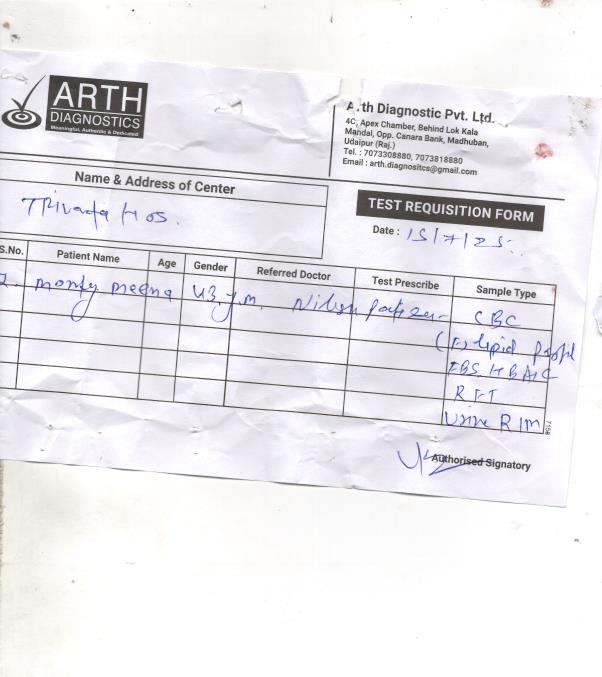 ARTH
DIAGNOSTICS
Meaningful, Authentic & Dedicated
Arth Diagnostic Pvt. Ltd.
4C, Apex Chamber, Behind Lok Kala
Mandal, Opp. Canara Bank, Madhuban,
Udaipur (Raj.)
Tel. : 7073308880, 7073818880
Email : arth.diagnositcs@gmail.com
Name & Address of Center
Hos.
TEST REQUISITION FORM
Date : 15/7/25
S.No. Patient Name Age Gender Referred Doctor Test Prescribe Sample Type
1. monty meena 43 y.m. CBC
(F) lipid
FBS HBA1C
RFT
Urine R/M
7158
Authorised Signatory